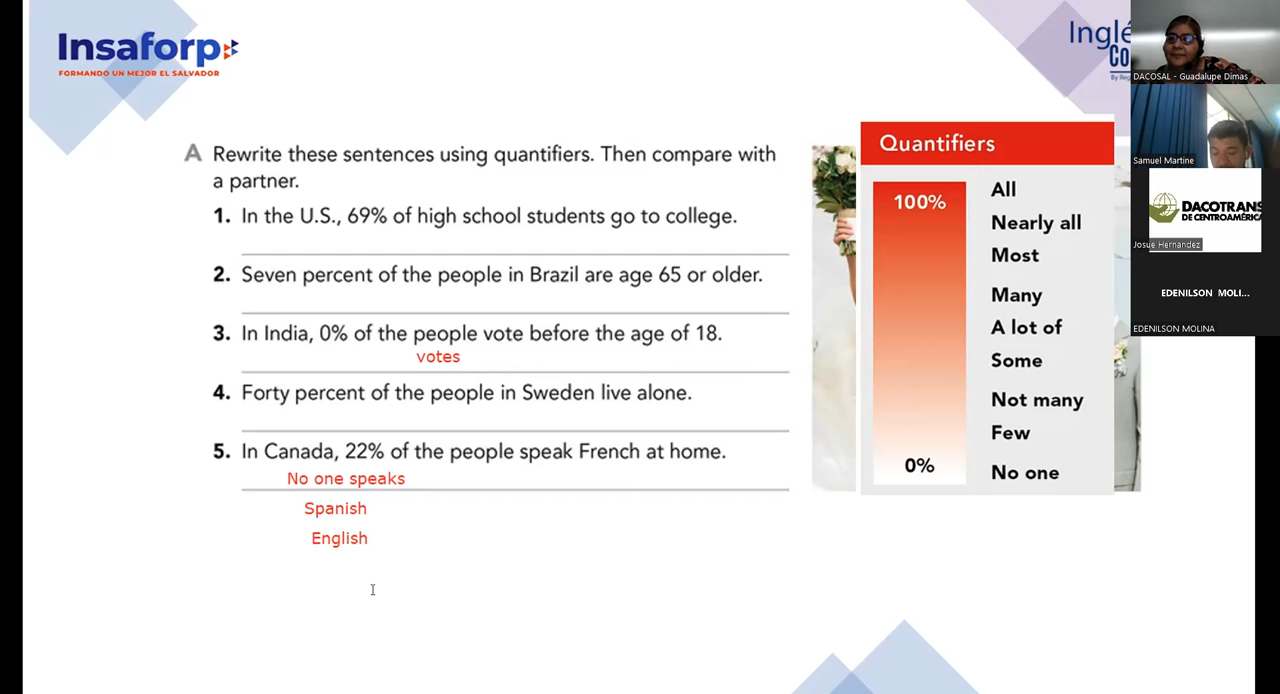 Insaforp
FORMANDO UN MEJOR EL SALVADOR
Inglé
CO
DACOSAL - Guadalupe Dimas
Samuel Martine
DACOTRANS
DE CENTROAMÉRICA
Josue Hernandez
EDENILSON MOLI...
EDENILSON MOLINA
A Rewrite these sentences using quantifiers. Then compare with
a partner.
1. In the U.S., 69% of high school students go to college.
2. Seven percent of the people in Brazil are age 65 or older.
3. In India, 0% of the people vote before the age of 18.
votes
4. Forty percent of the people in Sweden live alone.
5. In Canada, 22% of the people speak French at home.
No one speaks
Spanish
English
Quantifiers
100%
All
Nearly all
Most
Many
A lot of
Some
Not many
Few
0%
No one